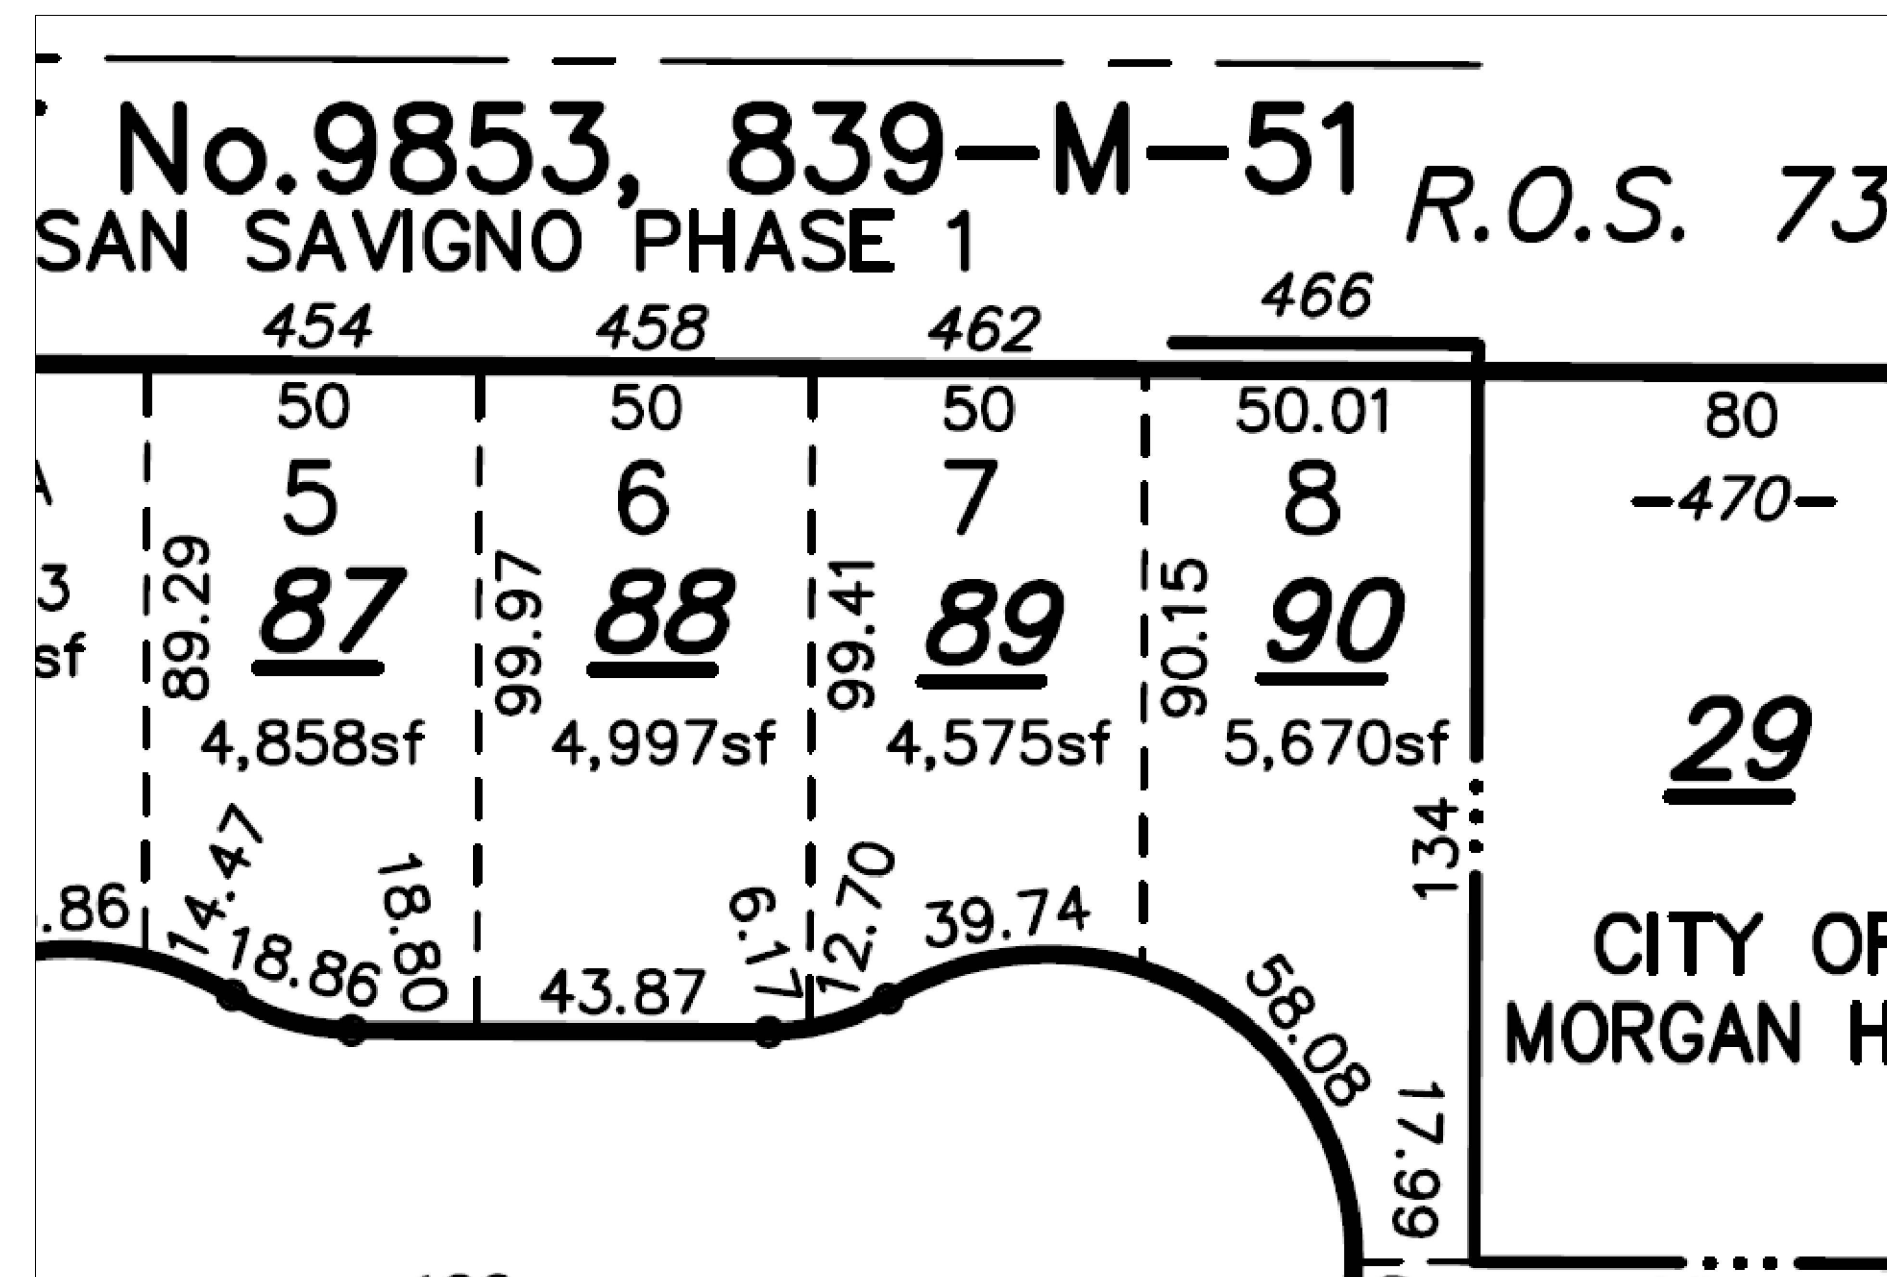 No.9853, 839-M-51
R.O.S. 73
SAN SAVIGNO PHASE 1
454 458 462 466
50 50 50 50.01 80
5 6 7 8 -470-
3 89.29 87 99.97 88 99.41 89 90.15 90
sf 4,858sf 4,997sf 4,575sf 5,670sf 29
134
.86 14.47 18.86 18.80 43.87 6.17 12.70 39.74 58.08
CITY OF
MORGAN H
17.99